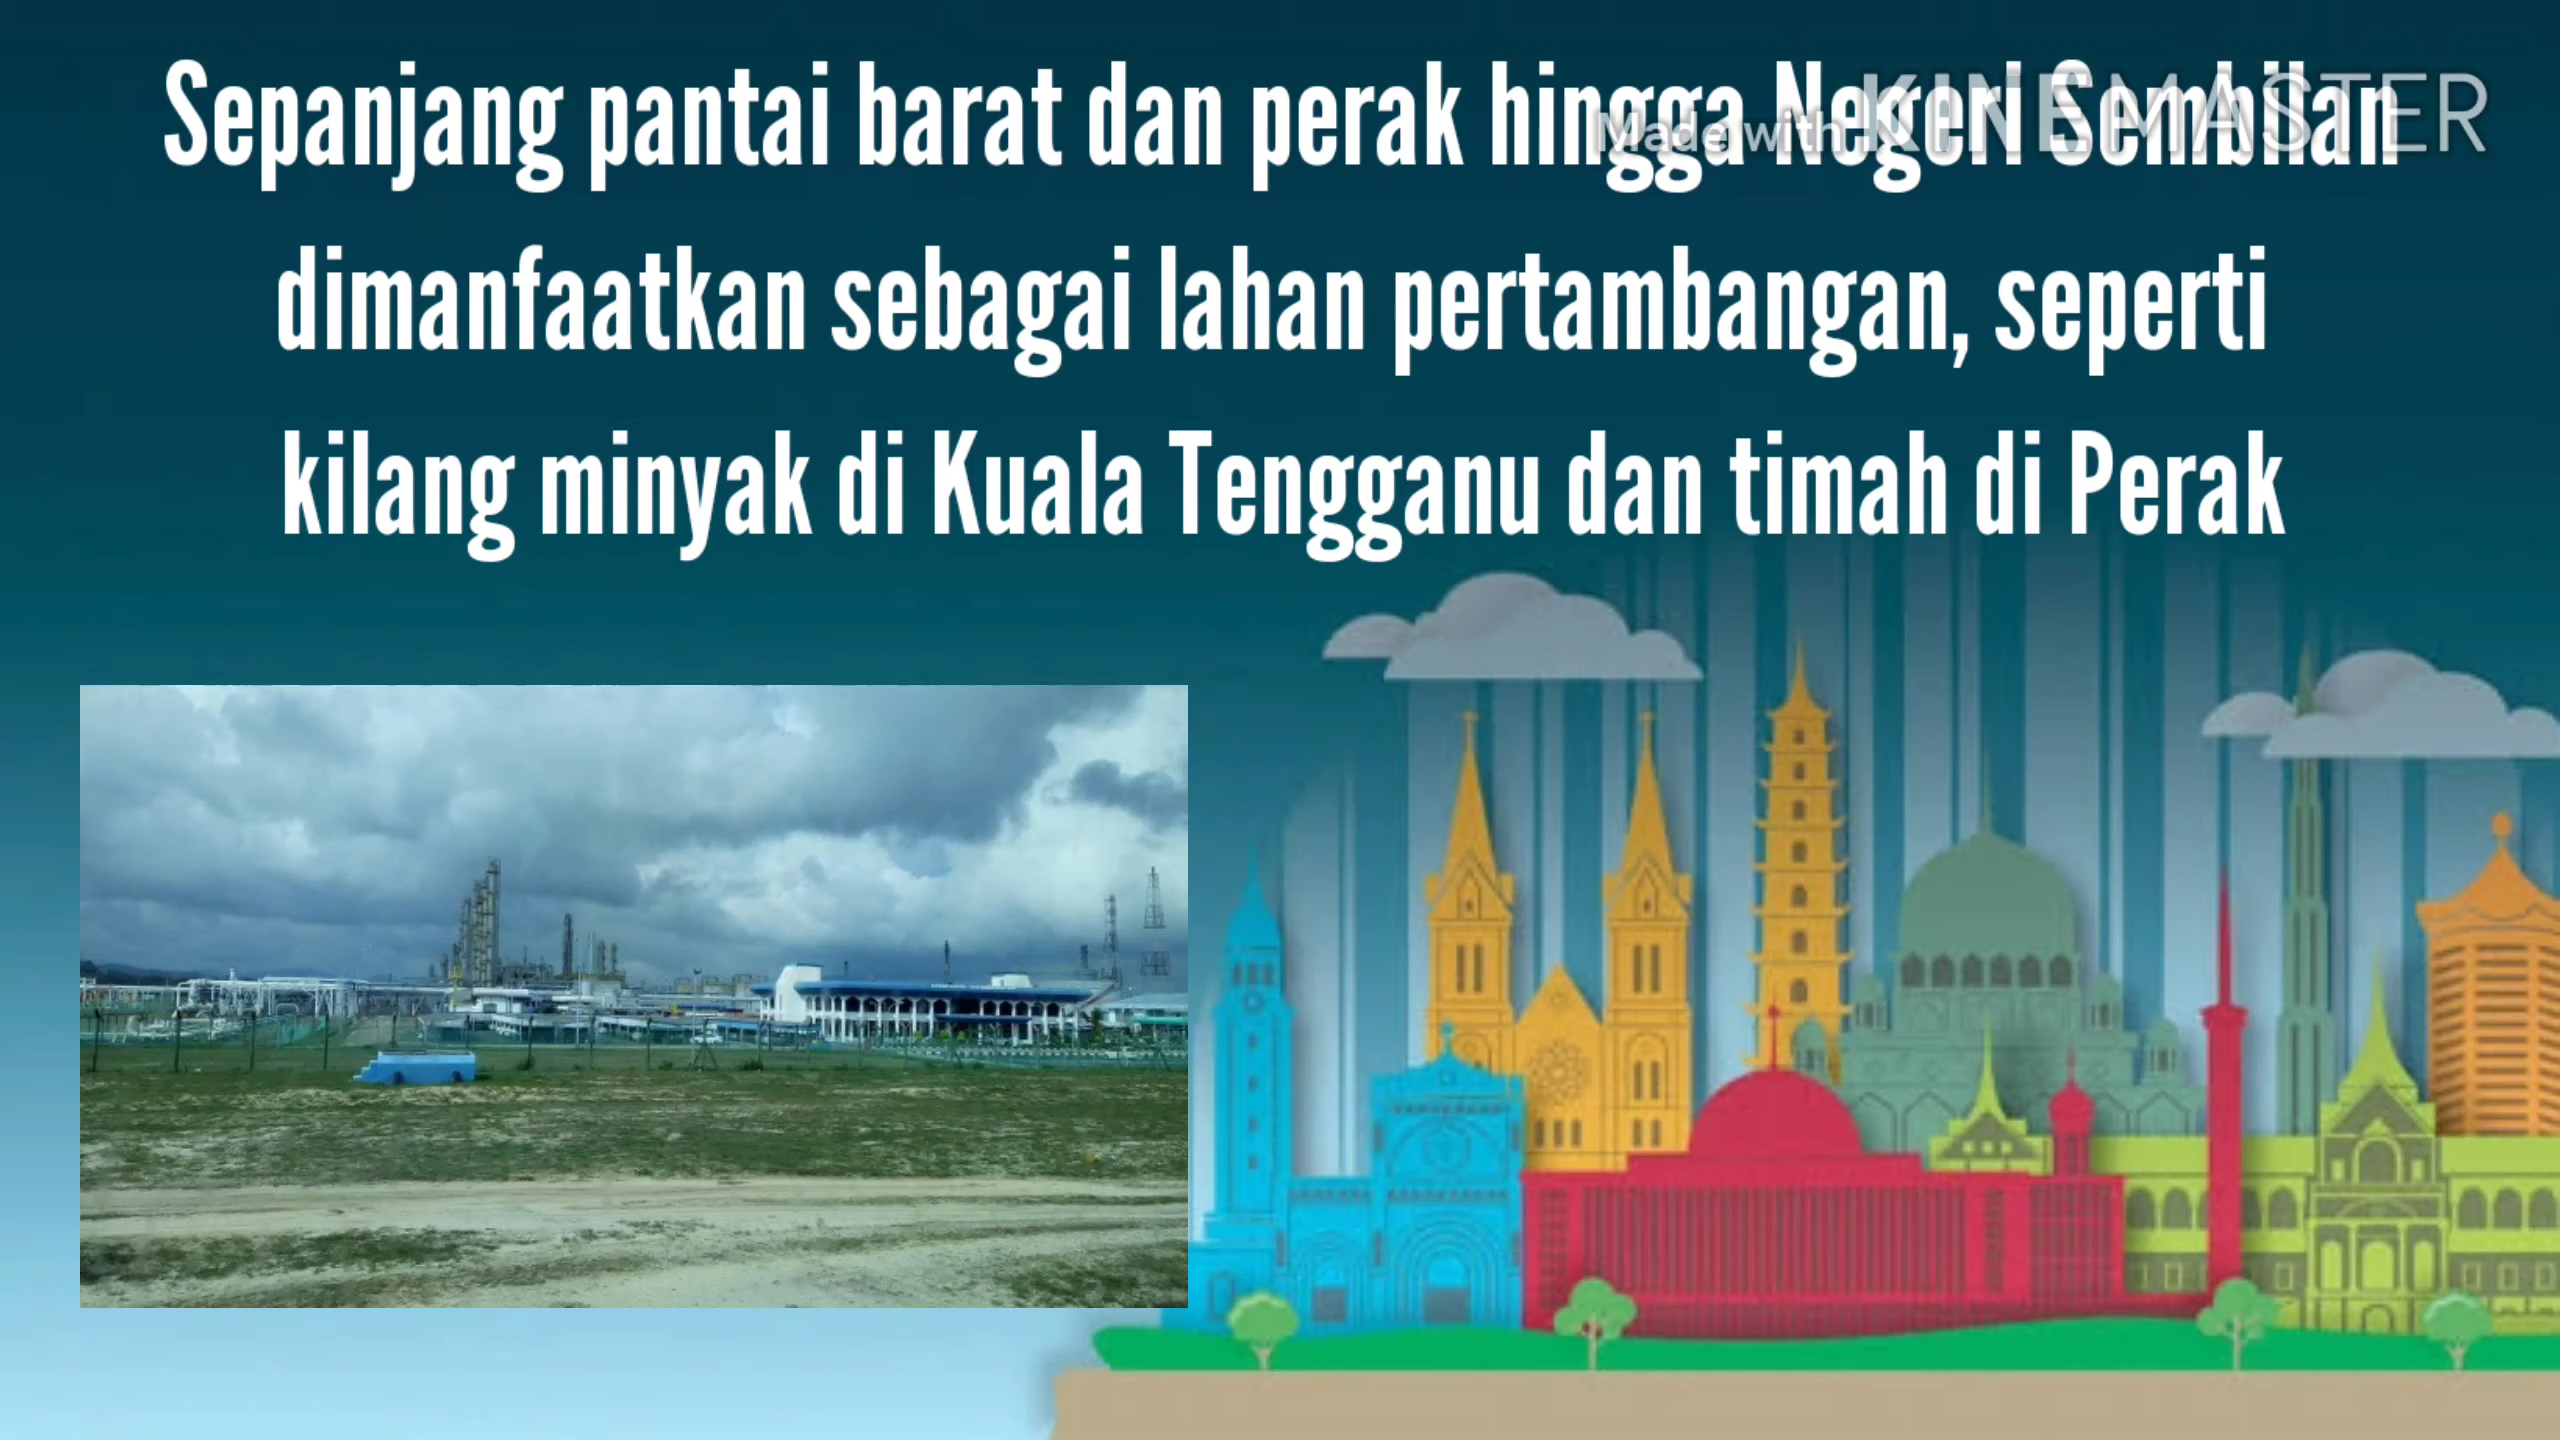 Sepanjang pantai barat dan perak hingga Negeri Sembilan
Made with KINEMASTER
dimanfaatkan sebagai lahan pertambangan, seperti
kilang minyak di Kuala Tengganu dan timah di Perak